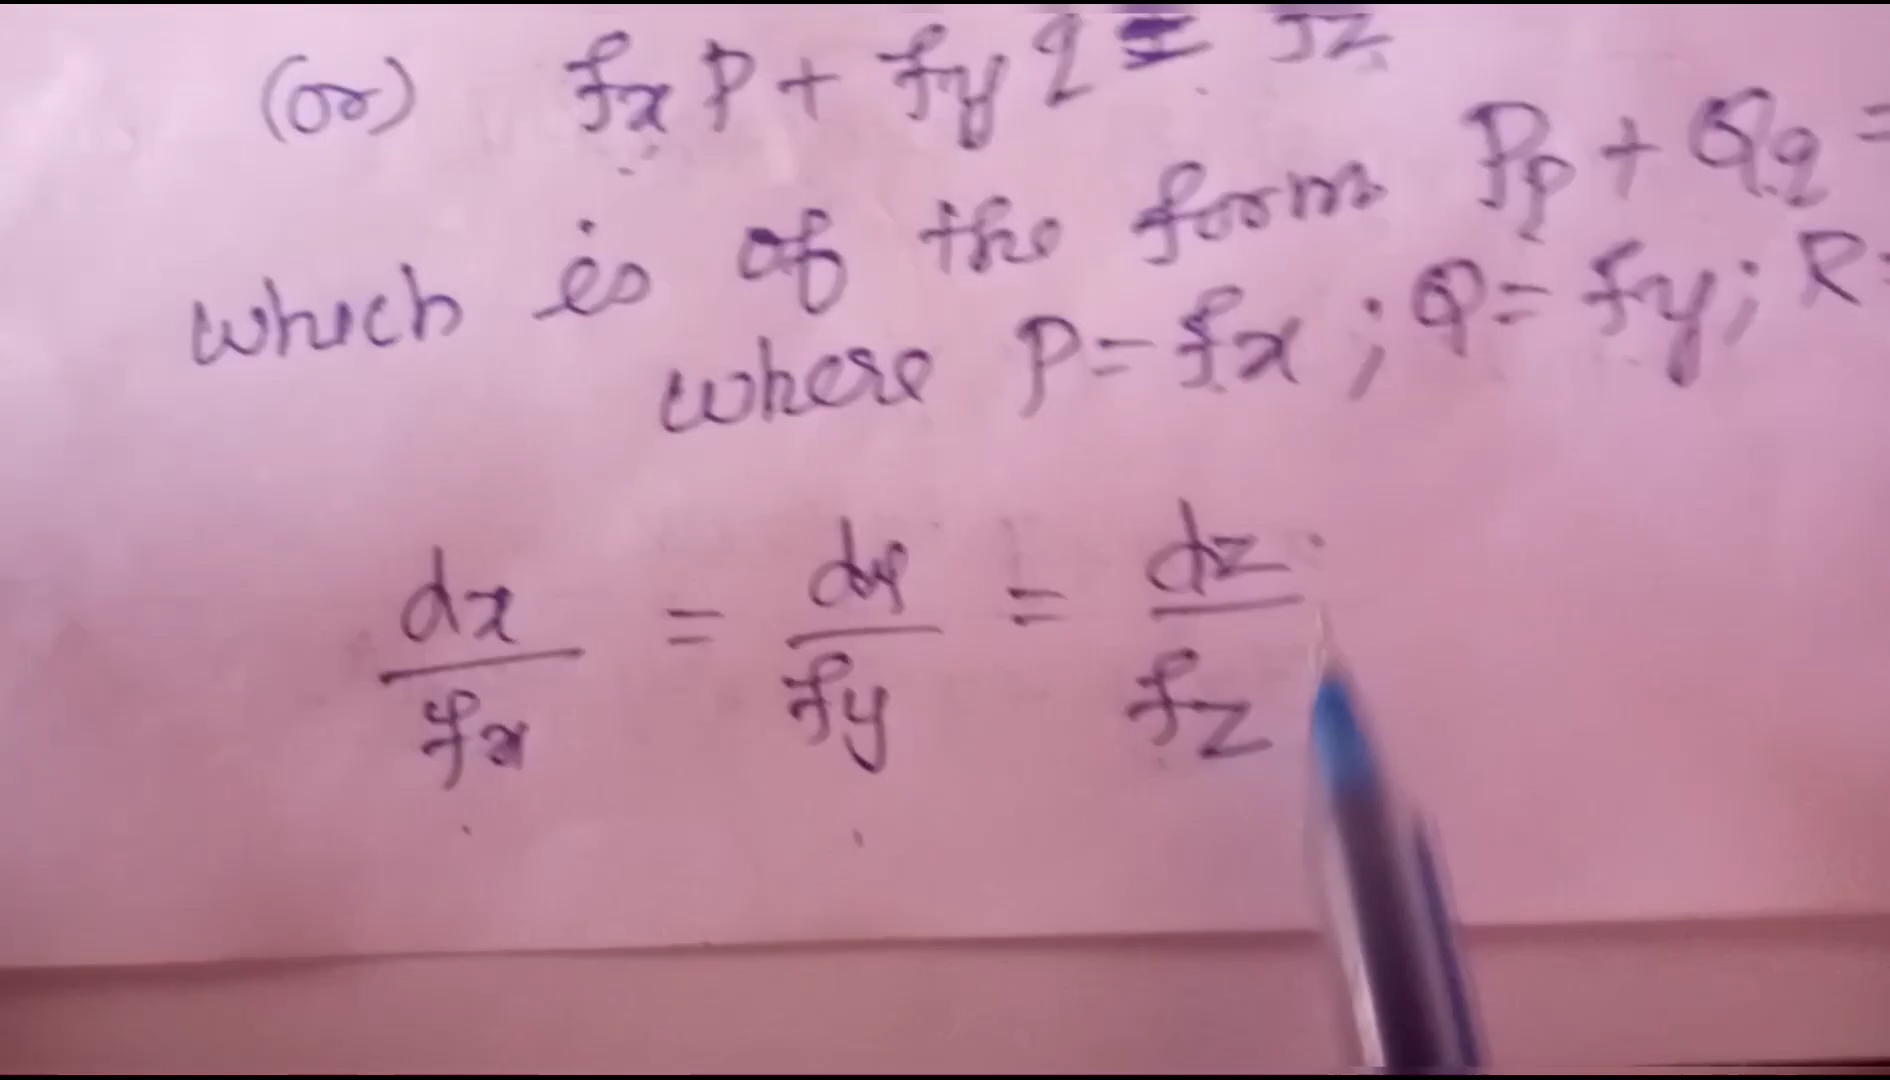 (or) fx p + fy q = fz
which is of the form Pp + Qq =
where P = fx ; Q = fy ; R =
dx/fx = dy/fy = dz/fz